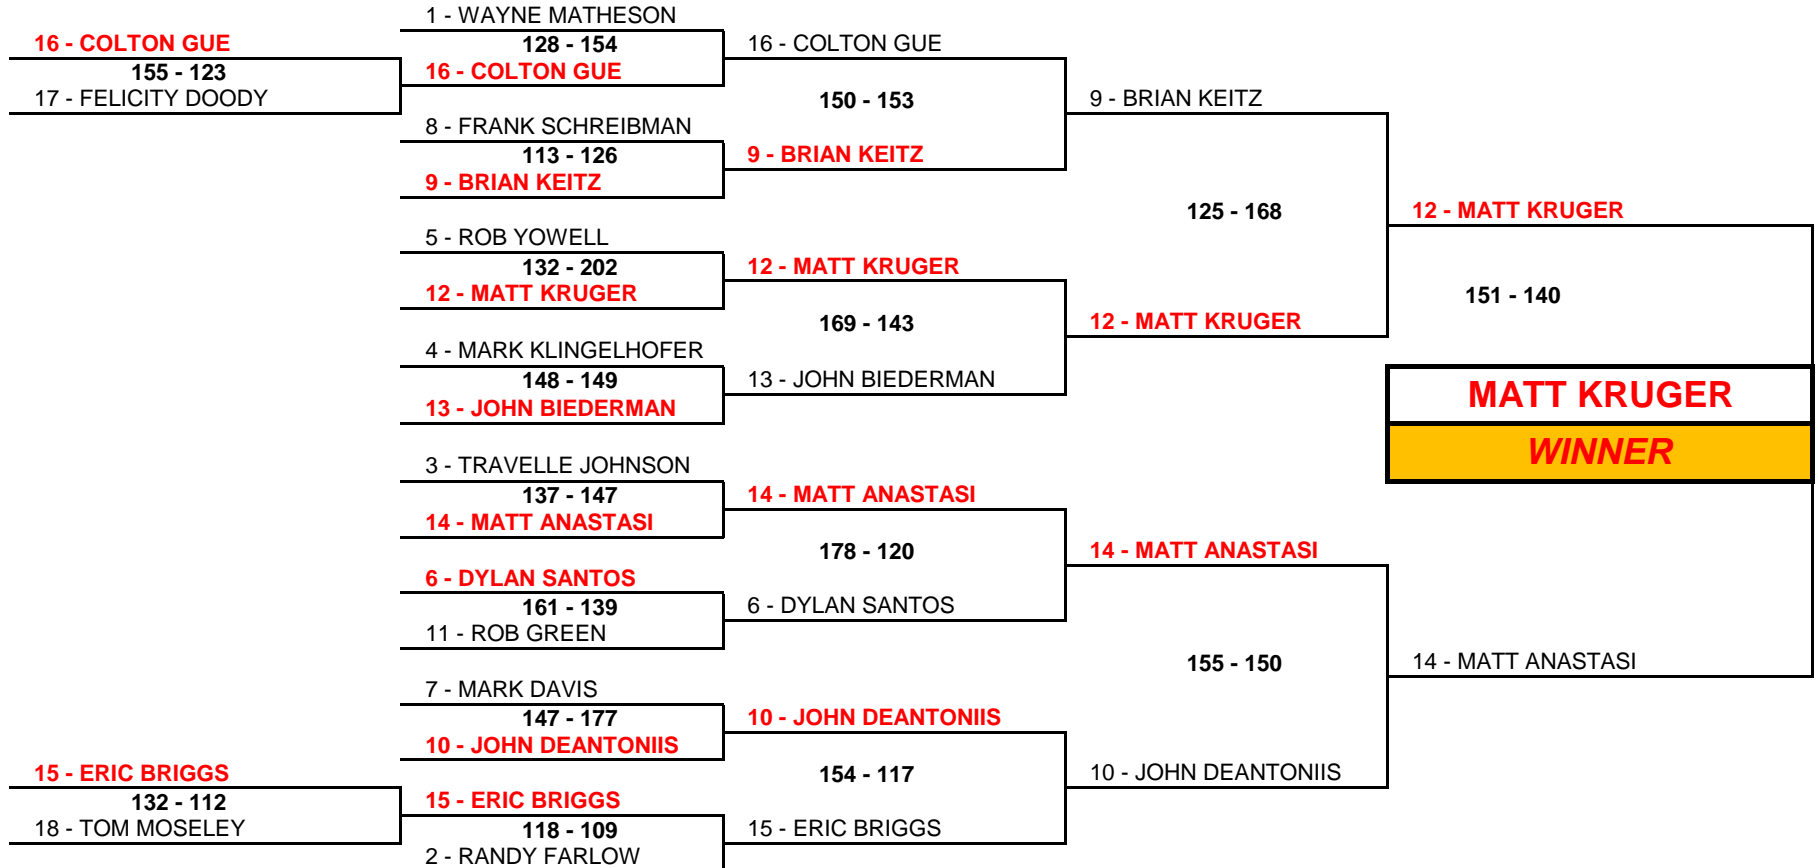 1 - WAYNE MATHESON
16 - COLTON GUE
128 - 154
16 - COLTON GUE
155 - 123
16 - COLTON GUE
17 - FELICITY DOODY
150 - 153
9 - BRIAN KEITZ
8 - FRANK SCHREIBMAN
113 - 126
9 - BRIAN KEITZ
9 - BRIAN KEITZ
125 - 168
12 - MATT KRUGER
5 - ROB YOWELL
132 - 202
12 - MATT KRUGER
12 - MATT KRUGER
151 - 140
169 - 143
12 - MATT KRUGER
4 - MARK KLINGELHOFER
148 - 149
13 - JOHN BIEDERMAN
13 - JOHN BIEDERMAN
MATT KRUGER
WINNER
3 - TRAVELLE JOHNSON
137 - 147
14 - MATT ANASTASI
14 - MATT ANASTASI
178 - 120
14 - MATT ANASTASI
6 - DYLAN SANTOS
161 - 139
6 - DYLAN SANTOS
11 - ROB GREEN
155 - 150
14 - MATT ANASTASI
7 - MARK DAVIS
147 - 177
10 - JOHN DEANTONIIS
10 - JOHN DEANTONIIS
15 - ERIC BRIGGS
154 - 117
10 - JOHN DEANTONIIS
132 - 112
15 - ERIC BRIGGS
18 - TOM MOSELEY
118 - 109
15 - ERIC BRIGGS
2 - RANDY FARLOW